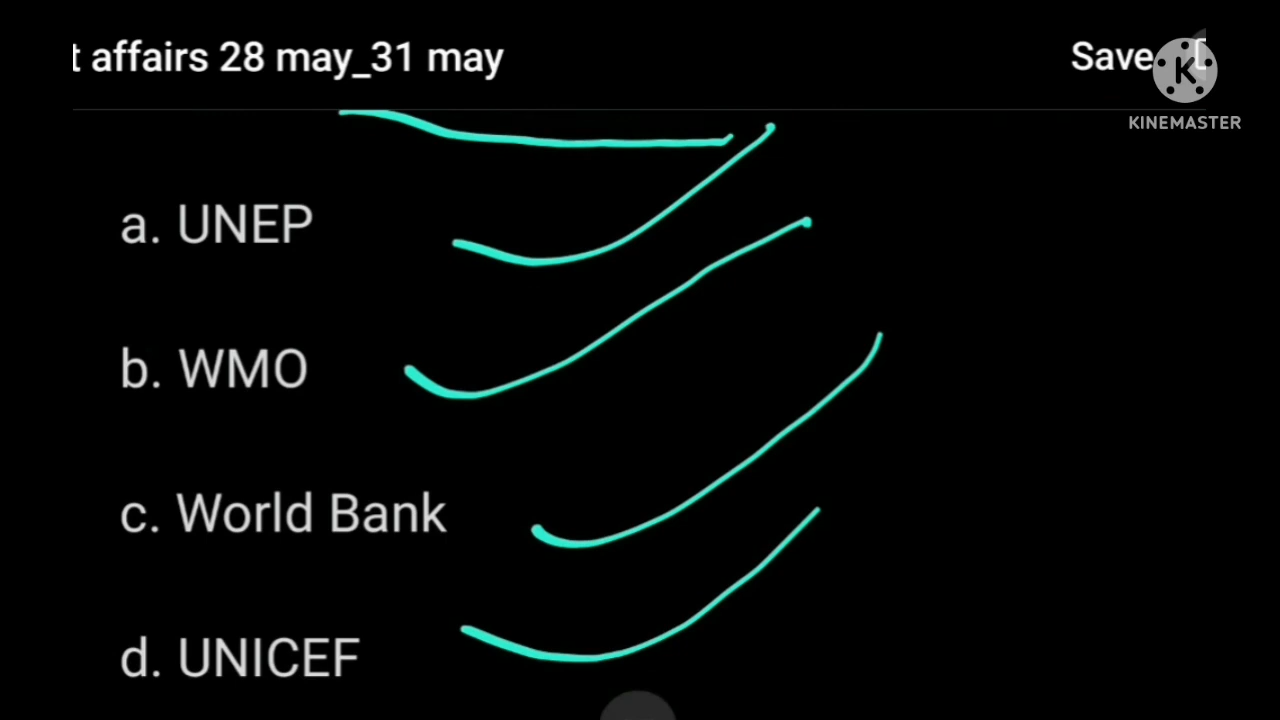 t affairs 28 may_31 may
Save
KINEMASTER
a. UNEP
b. WMO
c. World Bank
d. UNICEF